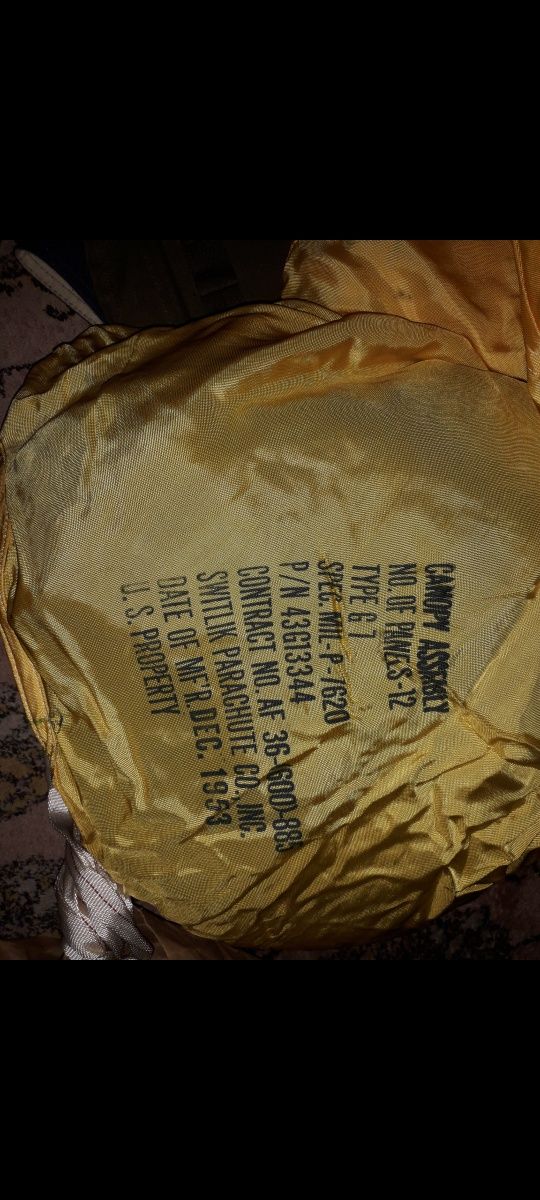 CANOPY ASSEMBLY
NO. OF PANELS-12
TYPE G 7
SPEC. MIL-P-7620
P/N 43G13344
CONTRACT NO. AF 36-(600)-883
SWITLIK PARACHUTE CO., INC.
DATE OF MF'R. DEC. 1953
U. S. PROPERTY